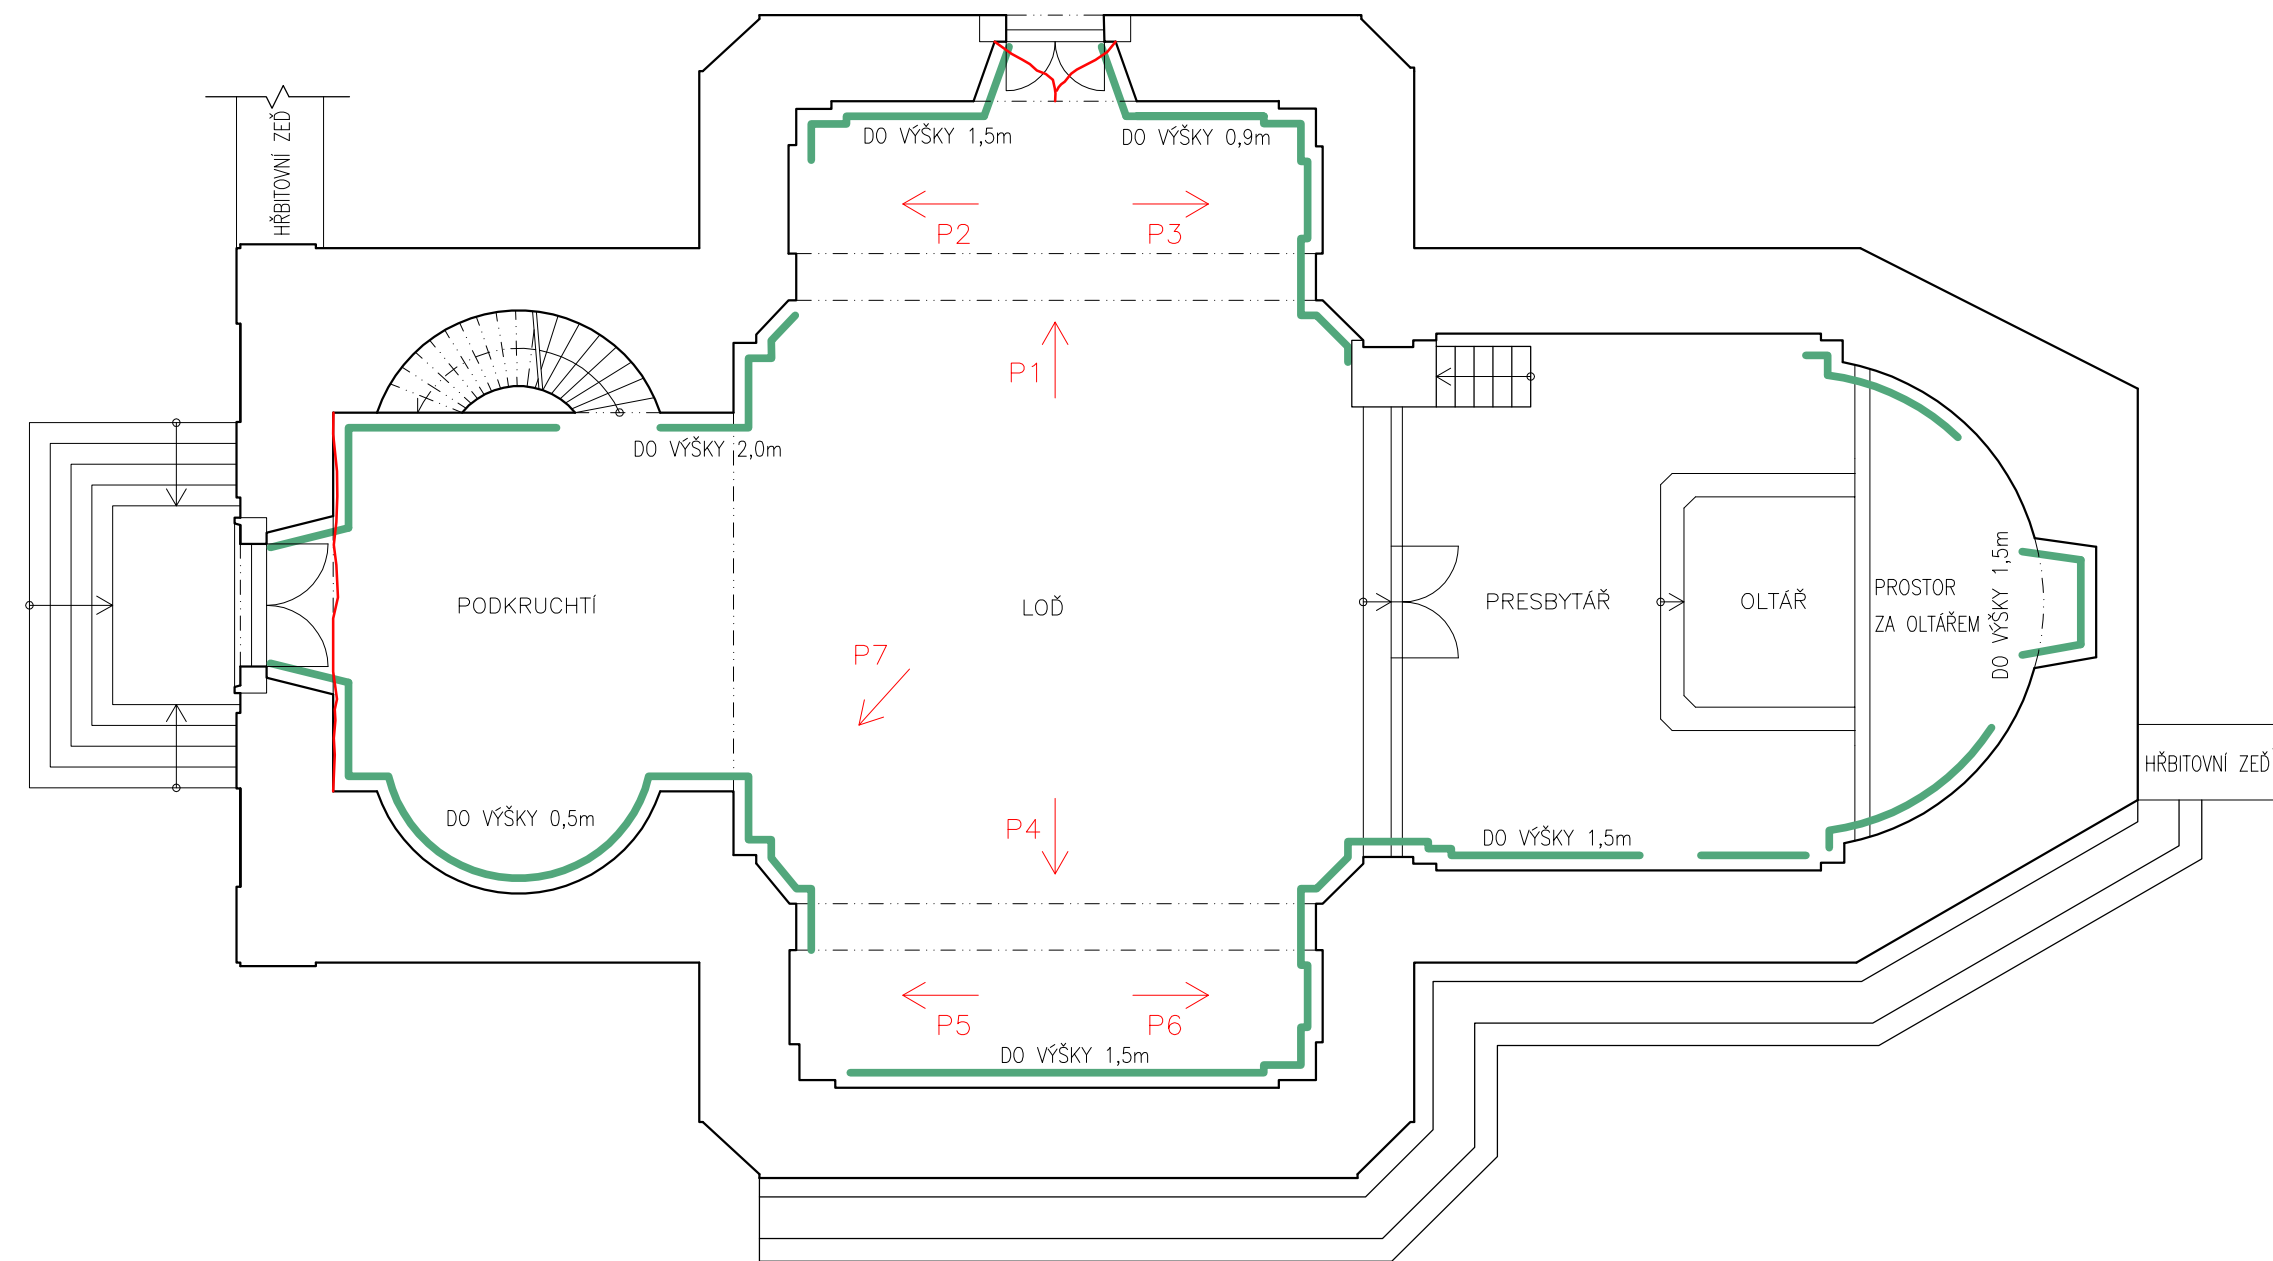 HŘBITOVNÍ ZEĎ
DO VÝŠKY 1,5m
DO VÝŠKY 0,9m
P2
P3
P1
DO VÝŠKY 2,0m
PODKRUCHTÍ
LOĎ
PRESBYTÁŘ
OLTÁŘ
PROSTOR
ZA OLTÁŘEM
DO VÝŠKY 1,5m
P7
HŘBITOVNÍ ZEĎ
DO VÝŠKY 0,5m
P4
DO VÝŠKY 1,5m
P5
P6
DO VÝŠKY 1,5m